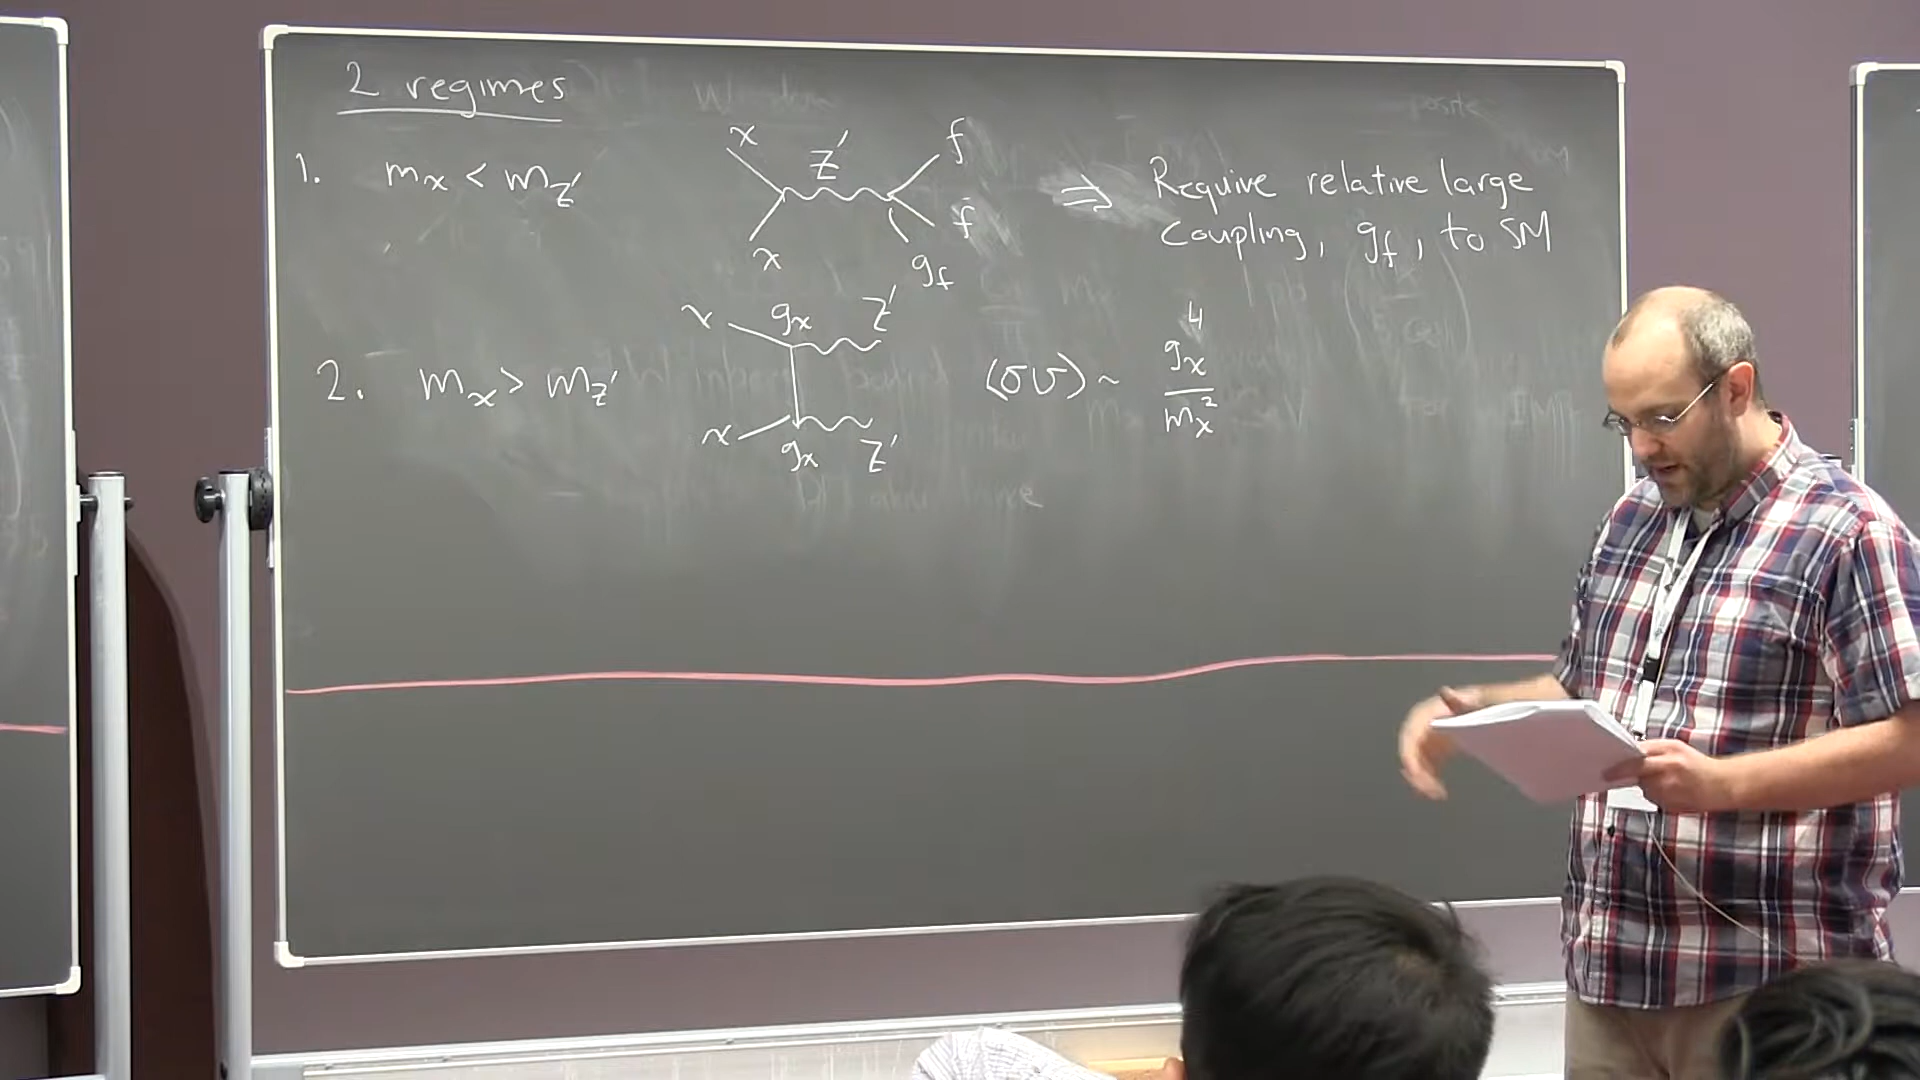 2 regimes
1. mχ < mZ'
χ Z' f
χ f̄
gf
⇒ Require relative large
coupling, gf, to SM
2. mχ > mZ'
χ gχ Z'
χ gχ Z'
⟨σv⟩ ~ gχ⁴ / mχ²